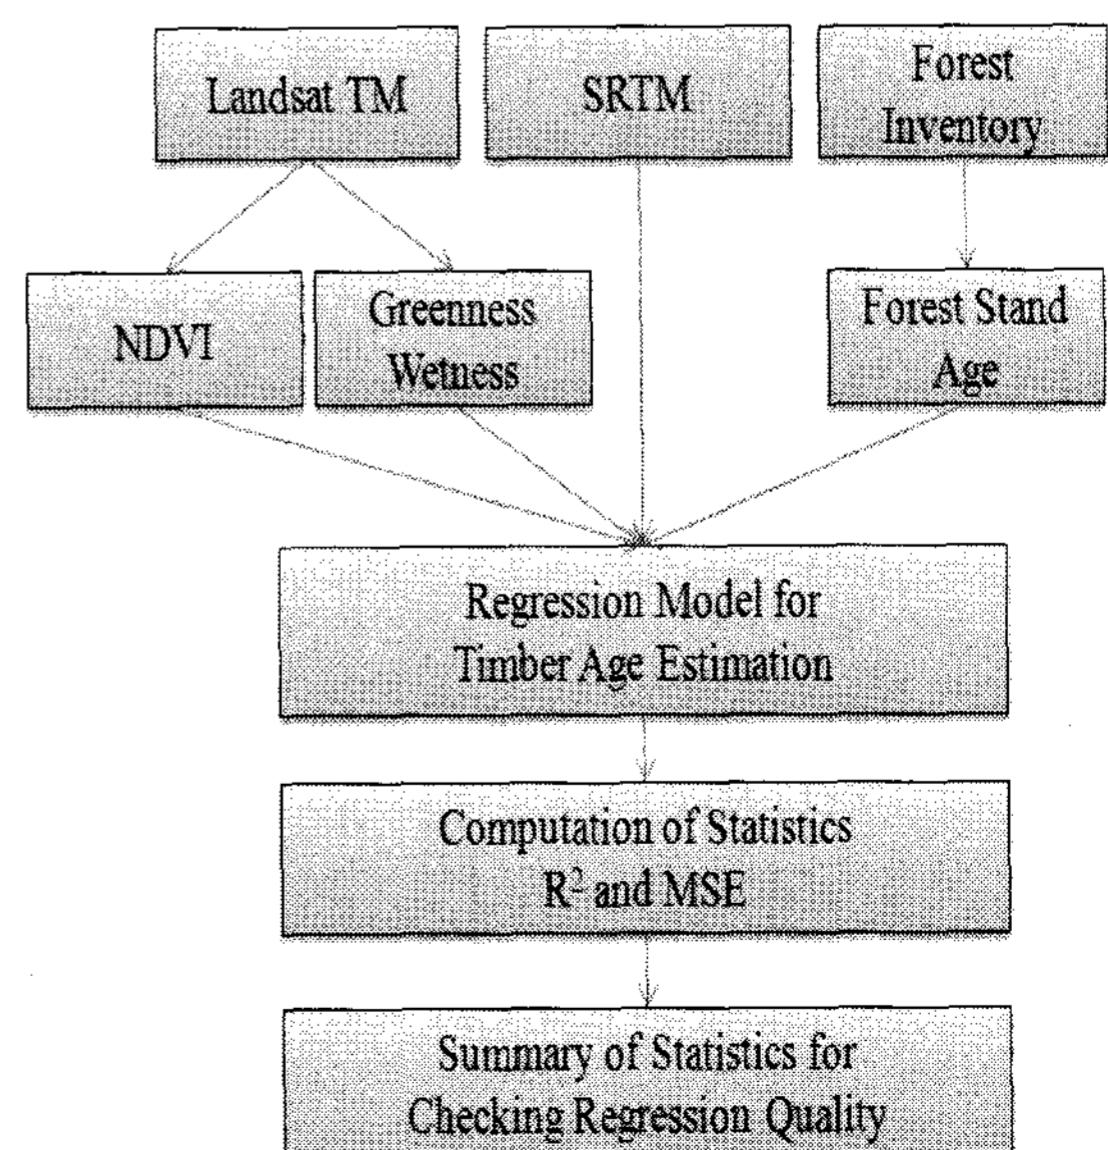 Landsat TM
SRTM
Forest
Inventory
NDVI
Greenness
Wetness
Forest Stand
Age
Regression Model for
Timber Age Estimation
Computation of Statistics
R² and MSE
Summary of Statistics for
Checking Regression Quality